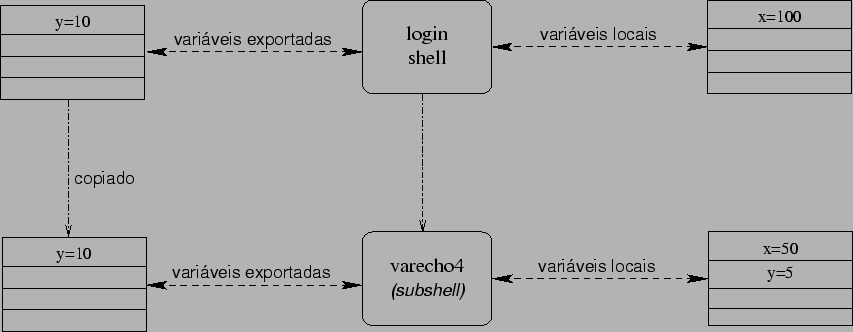 y=10
variáveis exportadas
login
shell
variáveis locais
x=100
copiado
y=10
variáveis exportadas
varecho4
(subshell)
variáveis locais
x=50
y=5